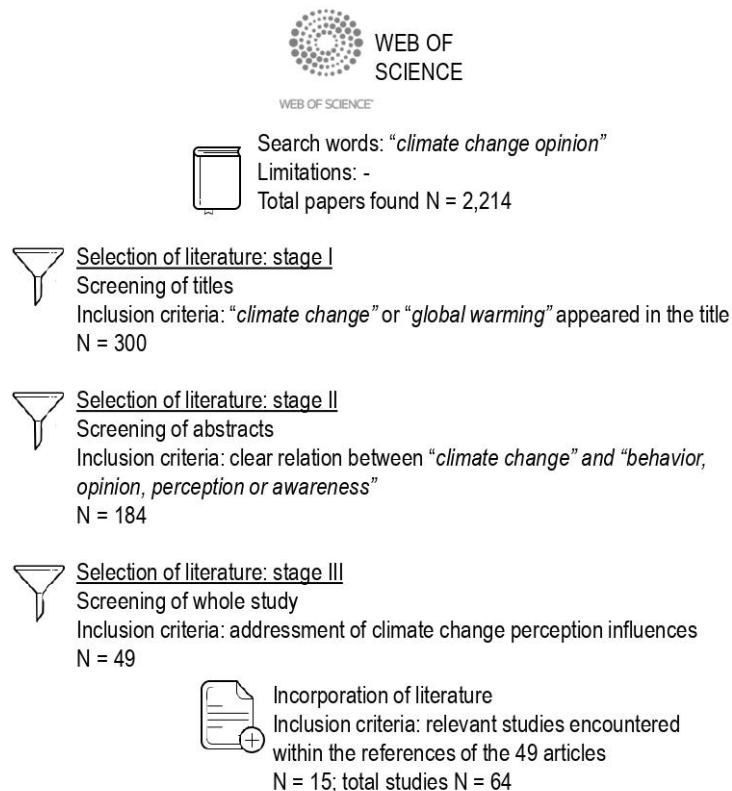 WEB OF
SCIENCE
WEB OF SCIENCE™
Search words: “climate change opinion”
Limitations: -
Total papers found N = 2,214
Selection of literature: stage I
Screening of titles
Inclusion criteria: “climate change” or “global warming” appeared in the title
N = 300
Selection of literature: stage II
Screening of abstracts
Inclusion criteria: clear relation between “climate change” and “behavior,
opinion, perception or awareness”
N = 184
Selection of literature: stage III
Screening of whole study
Inclusion criteria: addressment of climate change perception influences
N = 49
Incorporation of literature
Inclusion criteria: relevant studies encountered
within the references of the 49 articles
N = 15; total studies N = 64